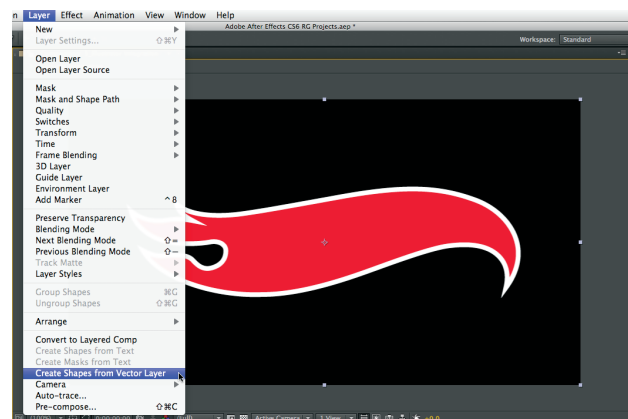 n Layer Effect Animation View Window Help
Adobe After Effects CS6 RG Projects.aep *
Workspace: Standard
New
Layer Settings... ⇧⌘Y
Open Layer
Open Layer Source
Mask
Mask and Shape Path
Quality
Switches
Transform
Time
Frame Blending
3D Layer
Guide Layer
Environment Layer
Add Marker ^8
Preserve Transparency
Blending Mode
Next Blending Mode ⇧=
Previous Blending Mode ⇧−
Track Matte
Layer Styles
Group Shapes ⌘G
Ungroup Shapes ⇧⌘G
Arrange
Convert to Layered Comp
Create Shapes from Text
Create Masks from Text
Create Shapes from Vector Layer
Camera
Auto-trace...
Pre-compose... ⇧⌘C
Active Camera 1 View +0.0